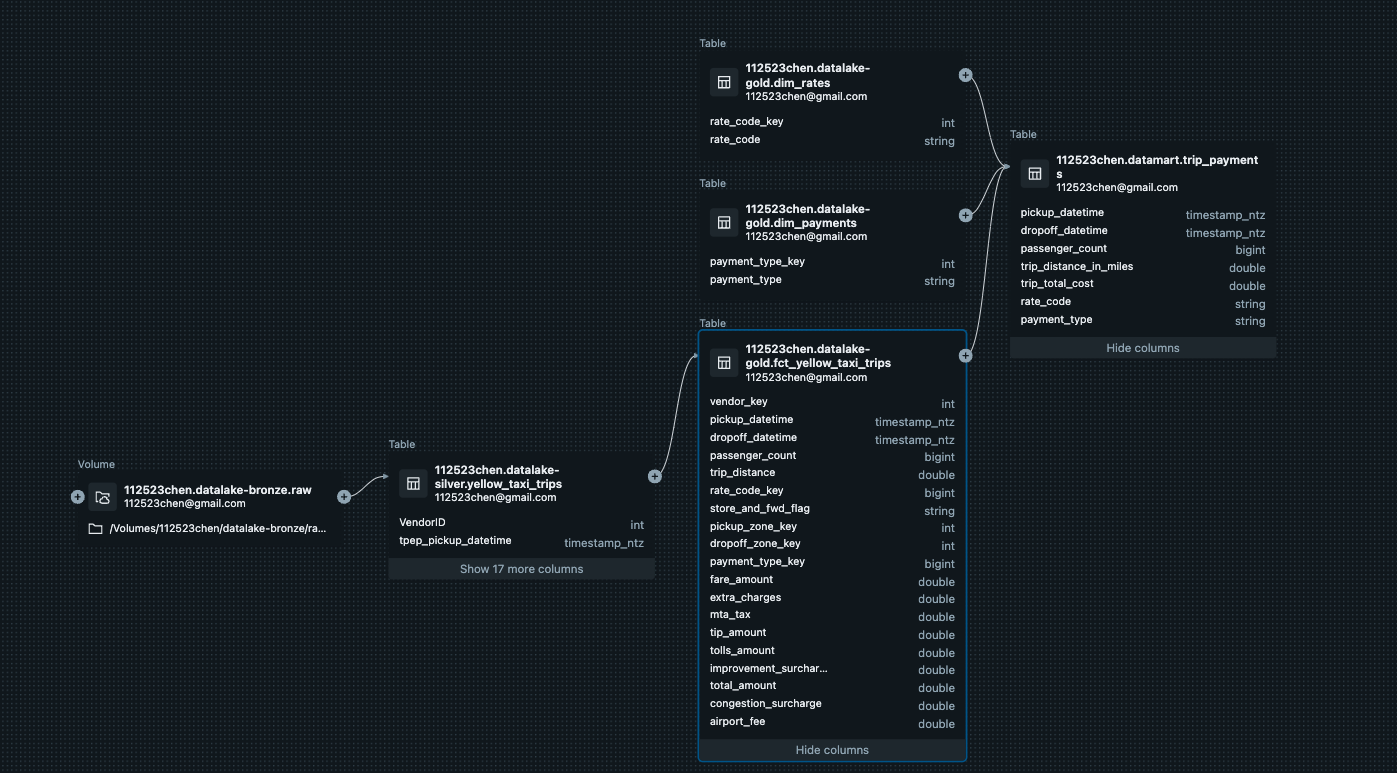 Volume
112523chen.datalake-bronze.raw
112523chen@gmail.com
/Volumes/112523chen/datalake-bronze/ra...
Table
112523chen.datalake-
silver.yellow_taxi_trips
112523chen@gmail.com
VendorID int
tpep_pickup_datetime timestamp_ntz
Show 17 more columns
Table
112523chen.datalake-
gold.dim_rates
112523chen@gmail.com
rate_code_key int
rate_code string
Table
112523chen.datalake-
gold.dim_payments
112523chen@gmail.com
payment_type_key int
payment_type string
Table
112523chen.datalake-
gold.fct_yellow_taxi_trips
112523chen@gmail.com
vendor_key int
pickup_datetime timestamp_ntz
dropoff_datetime timestamp_ntz
passenger_count bigint
trip_distance double
rate_code_key bigint
store_and_fwd_flag string
pickup_zone_key int
dropoff_zone_key int
payment_type_key bigint
fare_amount double
extra_charges double
mta_tax double
tip_amount double
tolls_amount double
improvement_surchar... double
total_amount double
congestion_surcharge double
airport_fee double
Hide columns
Table
112523chen.datamart.trip_payment
s
112523chen@gmail.com
pickup_datetime timestamp_ntz
dropoff_datetime timestamp_ntz
passenger_count bigint
trip_distance_in_miles double
trip_total_cost double
rate_code string
payment_type string
Hide columns